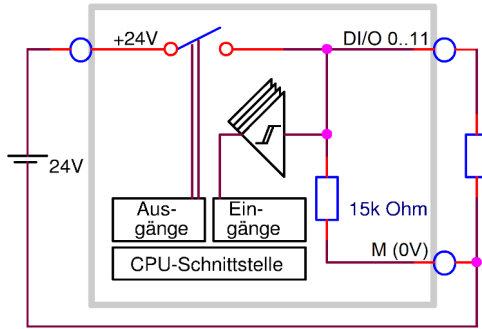 +24V
DI/O 0..11
24V
Aus-
gänge
Ein-
gänge
15k Ohm
M (0V)
CPU-Schnittstelle